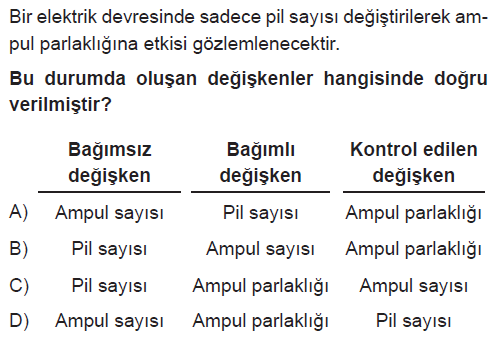 Bir elektrik devresinde sadece pil sayısı değiştirilerek am-
pul parlaklığına etkisi gözlemlenecektir.
Bu durumda oluşan değişkenler hangisinde doğru
verilmiştir?
Bağımsız değişken Bağımlı değişken Kontrol edilen değişken
A) Ampul sayısı Pil sayısı Ampul parlaklığı
B) Pil sayısı Ampul sayısı Ampul parlaklığı
C) Pil sayısı Ampul parlaklığı Ampul sayısı
D) Ampul sayısı Ampul parlaklığı Pil sayısı